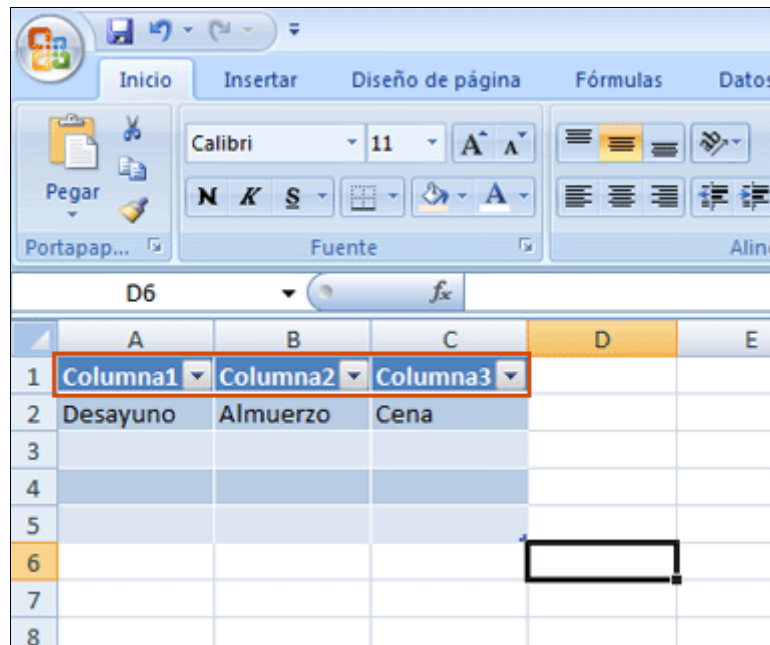 Inicio Insertar Diseño de página Fórmulas Datos
Calibri 11 A A
Pegar N K S A
Portapap... Fuente Alin
D6 fx
A B C D E
1 Columna1 Columna2 Columna3
2 Desayuno Almuerzo Cena
3
4
5
6
7
8